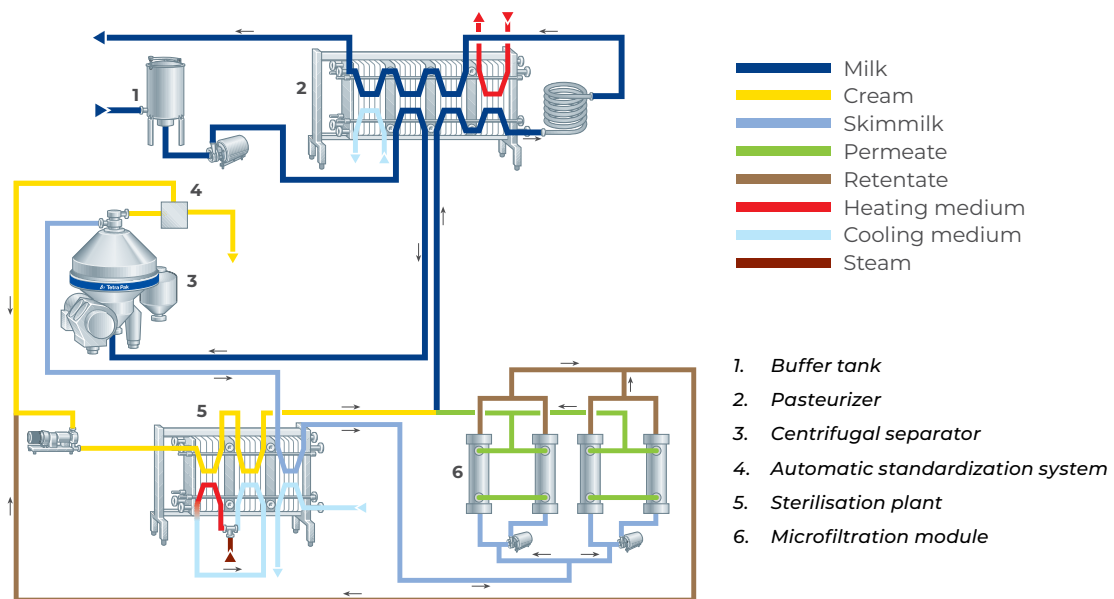 1
2
4
3
Tetra Pak
5
6
Milk
Cream
Skimmilk
Permeate
Retentate
Heating medium
Cooling medium
Steam
1. Buffer tank
2. Pasteurizer
3. Centrifugal separator
4. Automatic standardization system
5. Sterilisation plant
6. Microfiltration module